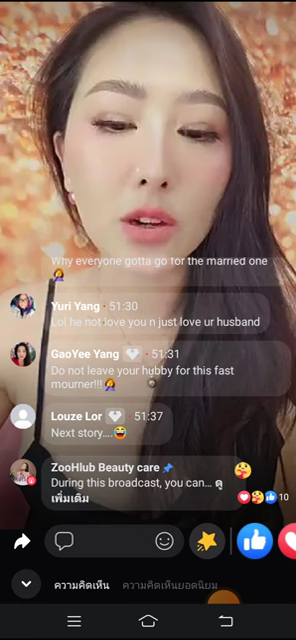 Why everyone gotta go for the married one
🤦‍♀️
Yuri Yang · 51:30
Lol he not love you n just love ur husband
GaoYee Yang · 51:31
Do not leave your hubby for this fast
mourner!!!🤦‍♀️
Louze Lor · 51:37
Next story....😅
ZooHlub Beauty care
During this broadcast, you can... ดู
เพิ่มเติม
10
ความคิดเห็น ความคิดเห็นยอดนิยม